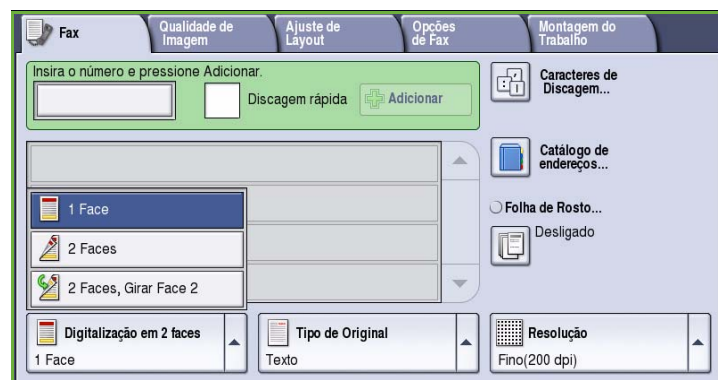 Fax
Qualidade de
Imagem
Ajuste de
Layout
Opções
de Fax
Montagem do
Trabalho
Insira o número e pressione Adicionar.
Discagem rápida
Adicionar
Caracteres de
Discagem...
Catálogo de
endereços...
Folha de Rosto...
Desligado
1 Face
2 Faces
2 Faces, Girar Face 2
Digitalização em 2 faces
1 Face
Tipo de Original
Texto
Resolução
Fino(200 dpi)